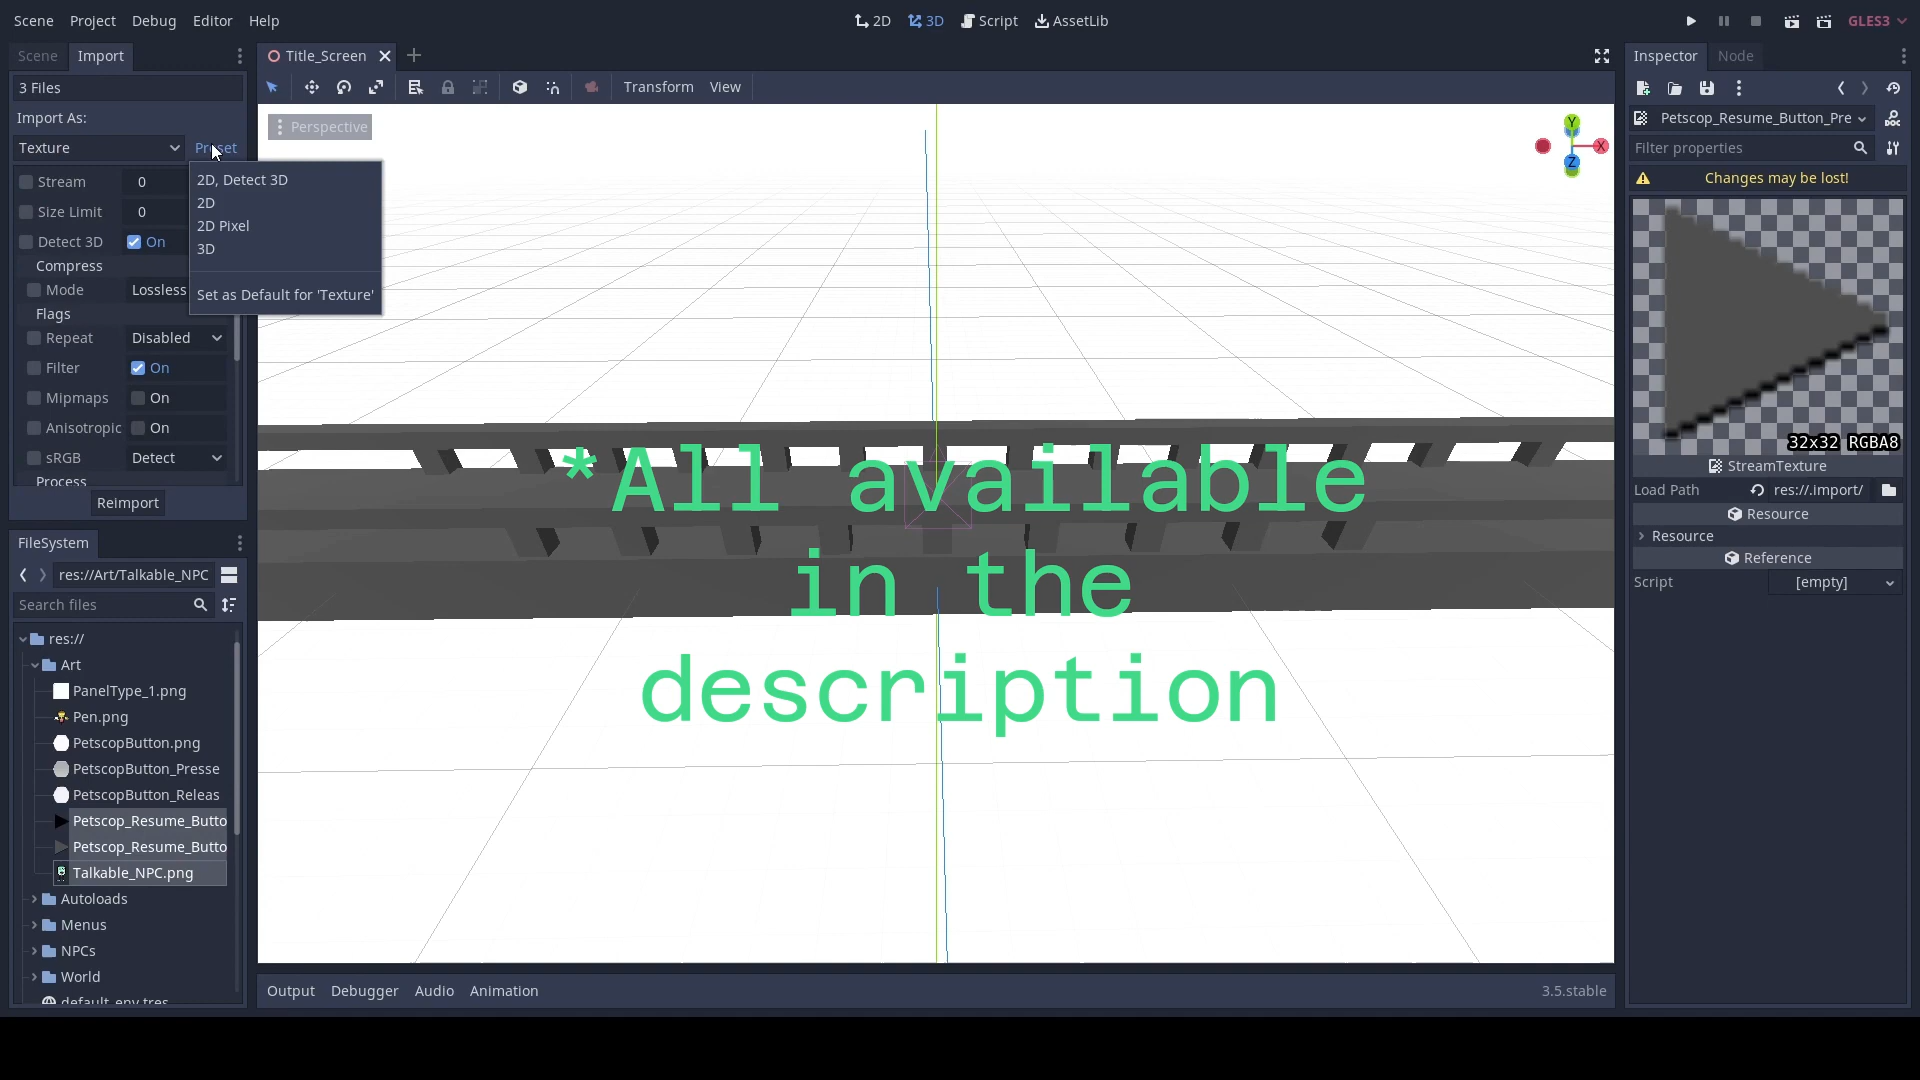 Scene Project Debug Editor Help
2D 3D Script AssetLib
GLES3
Scene Import
3 Files
Import As:
Texture Preset
Stream 0
Size Limit 0
Detect 3D On
Compress
Mode Lossless
Flags
Repeat Disabled
Filter On
Mipmaps On
Anisotropic On
sRGB Detect
Process
Reimport
2D, Detect 3D
2D
2D Pixel
3D
Set as Default for 'Texture'
FileSystem
res://Art/Talkable_NPC
Search files
res://
Art
PanelType_1.png
Pen.png
PetscopButton.png
PetscopButton_Presse
PetscopButton_Releas
Petscop_Resume_Butto
Petscop_Resume_Butto
Talkable_NPC.png
Autoloads
Menus
NPCs
World
default_env.tres
Title_Screen
Transform View
Perspective
Y
X
Z
*All available
in the
description
Output Debugger Audio Animation
3.5.stable
Inspector Node
Petscop_Resume_Button_Pre
Filter properties
Changes may be lost!
32x32 RGBA8
StreamTexture
Load Path res://.import/
Resource
Resource
Reference
Script [empty]